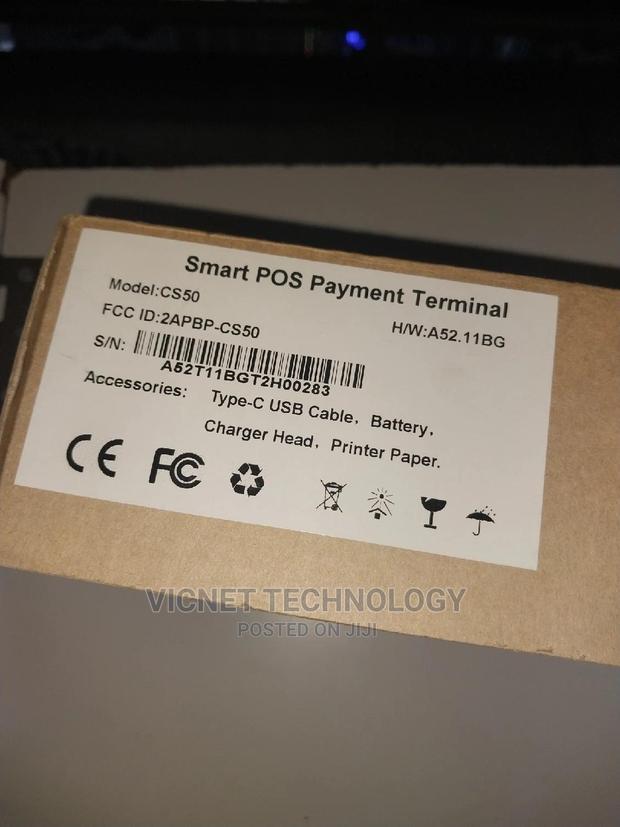 Smart POS Payment Terminal
Model:CS50
FCC ID:2APBP-CS50
H/W:A52.11BG
S/N:
A52T11BGT2H00283
Accessories: Type-C USB Cable, Battery,
Charger Head, Printer Paper.
CE FC
VICNET TECHNOLOGY
POSTED ON JIJI